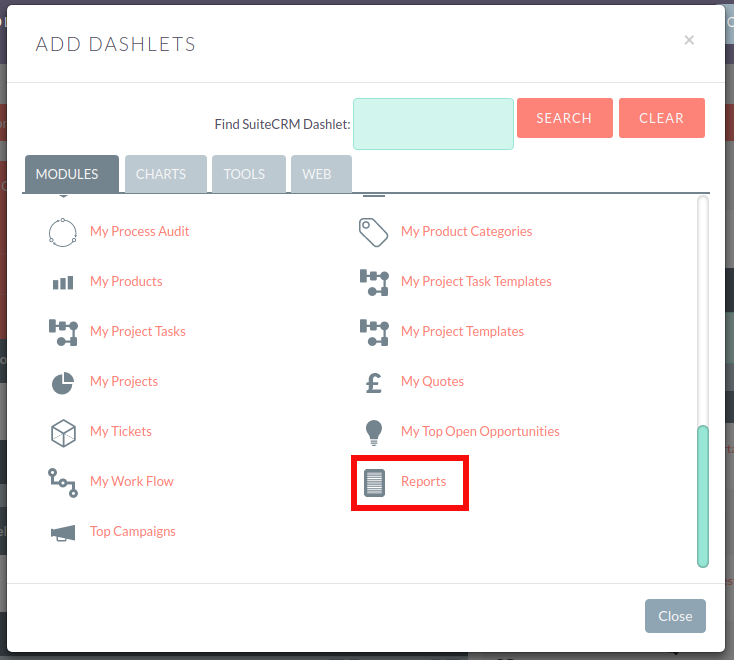 ADD DASHLETS
×
Find SuiteCRM Dashlet:
SEARCH
CLEAR
MODULES
CHARTS
TOOLS
WEB
My Process Audit
My Product Categories
My Products
My Project Task Templates
My Project Tasks
My Project Templates
My Projects
£
My Quotes
My Tickets
My Top Open Opportunities
My Work Flow
Reports
Top Campaigns
Close